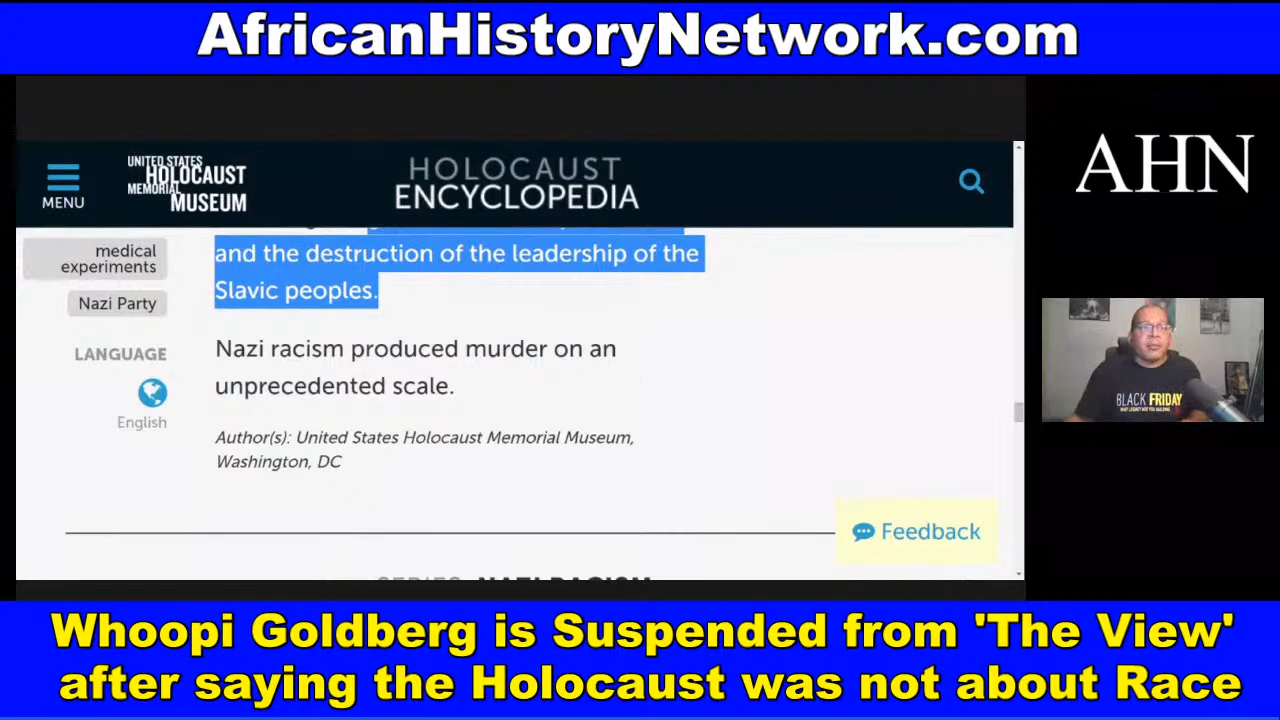 AfricanHistoryNetwork.com
MENU
UNITED STATES
HOLOCAUST
MEMORIAL
MUSEUM
HOLOCAUST
ENCYCLOPEDIA
AHN
medical
experiments
Nazi Party
LANGUAGE
English
and the destruction of the leadership of the
Slavic peoples.
Nazi racism produced murder on an
unprecedented scale.
Author(s): United States Holocaust Memorial Museum,
Washington, DC
Feedback
BLACK FRIDAY
Whoopi Goldberg is Suspended from 'The View'
after saying the Holocaust was not about Race